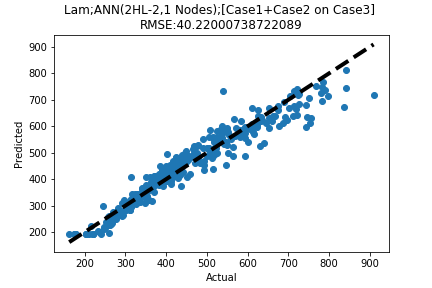 Lam;ANN(2HL-2,1 Nodes);[Case1+Case2 on Case3]
RMSE:40.22000738722089
900
800
700
600
500
400
300
200
Predicted
200 300 400 500 600 700 800 900
Actual